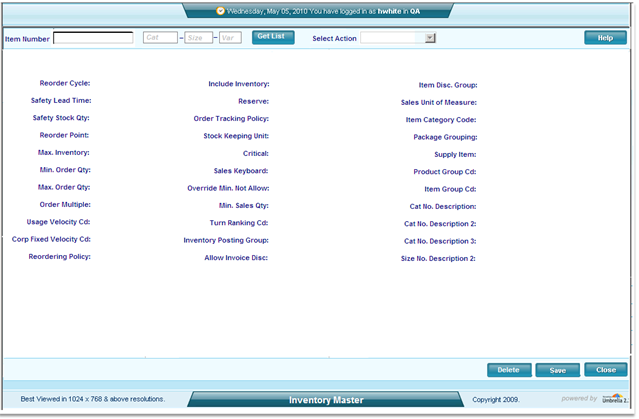 Wednesday, May 05, 2010 You have logged in as hwhite in QA
Item Number Cat - Size - Var Get List Select Action Help
Reorder Cycle: Include Inventory: Item Disc. Group:
Safety Lead Time: Reserve: Sales Unit of Measure:
Safety Stock Qty: Order Tracking Policy: Item Category Code:
Reorder Point: Stock Keeping Unit: Package Grouping:
Max. Inventory: Critical: Supply Item:
Min. Order Qty: Sales Keyboard: Product Group Cd:
Max. Order Qty: Override Min. Not Allow: Item Group Cd:
Order Multiple: Min. Sales Qty: Cat No. Description:
Usage Velocity Cd: Turn Ranking Cd: Cat No. Description 2:
Corp Fixed Velocity Cd: Inventory Posting Group: Cat No. Description 3:
Reordering Policy: Allow Invoice Disc: Size No. Description 2:
Delete Save Close
Best Viewed in 1024 x 768 & above resolutions. Inventory Master Copyright 2009. powered by Umbrella 2.